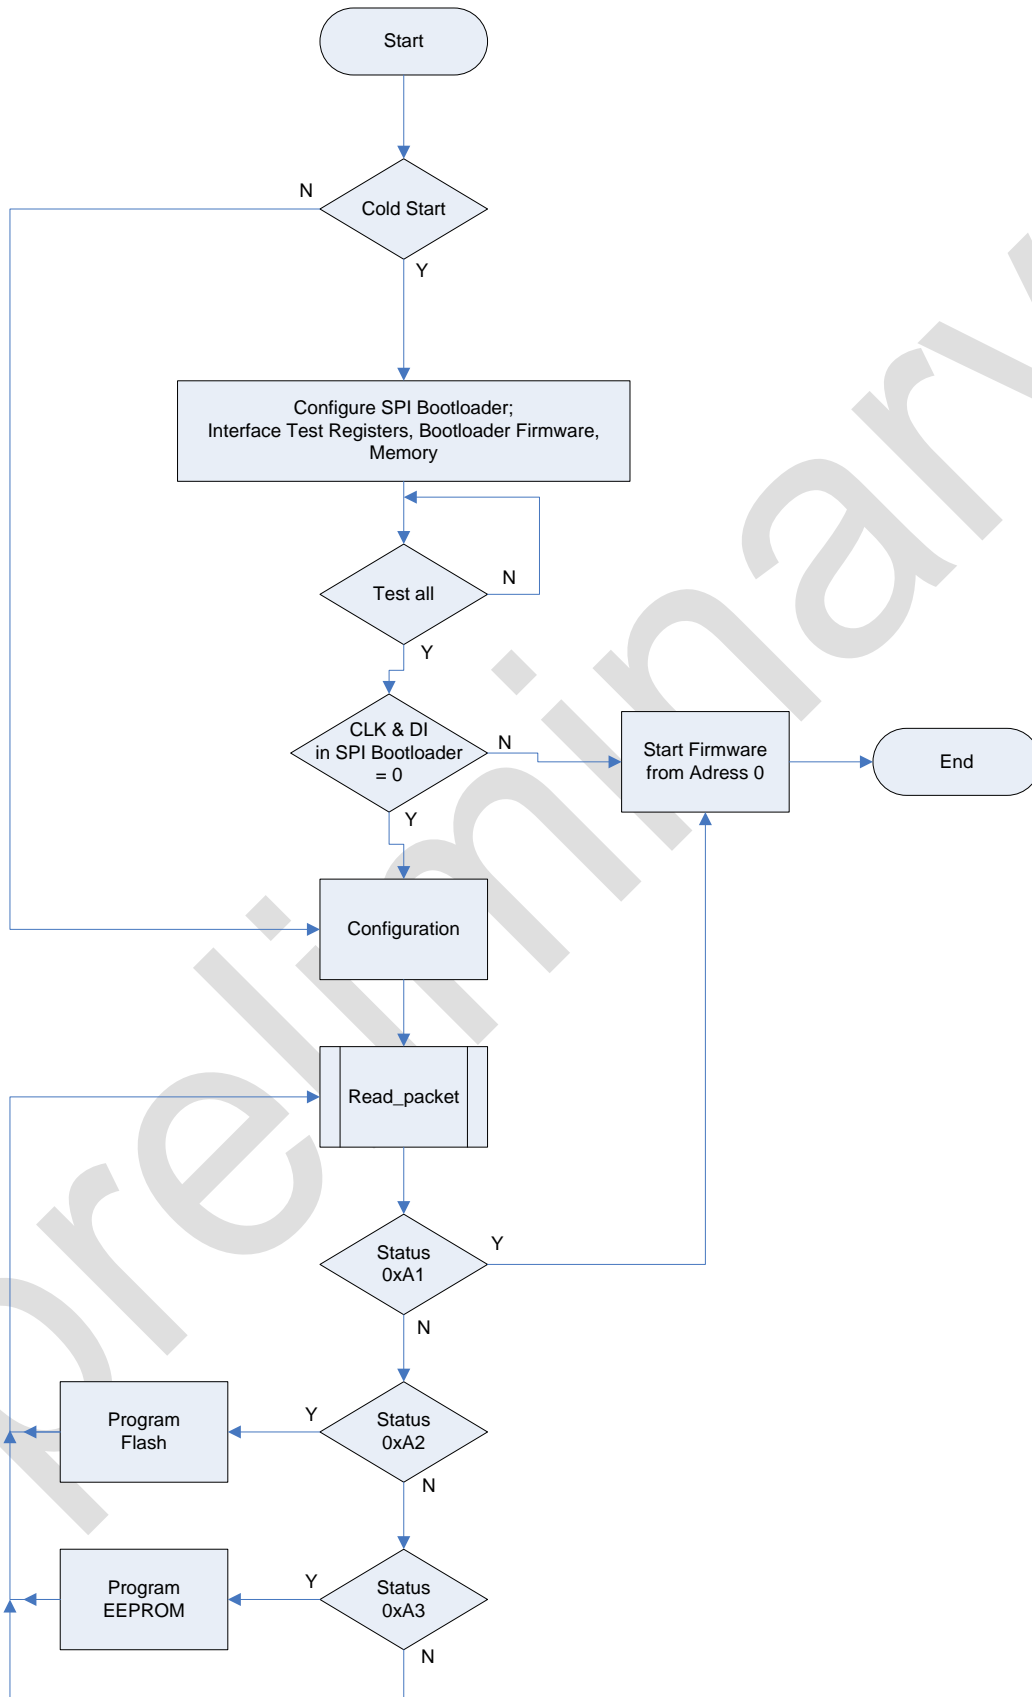 Start
N
Cold Start
Y
Configure SPI Bootloader;
Interface Test Registers, Bootloader Firmware,
Memory
Test all
N
Y
CLK & DI
in SPI Bootloader
= 0
N
Y
Start Firmware
from Adress 0
End
Configuration
Read_packet
Status
0xA1
Y
N
Program
Flash
Y
Status
0xA2
N
Program
EEPROM
Y
Status
0xA3
N
preliminary